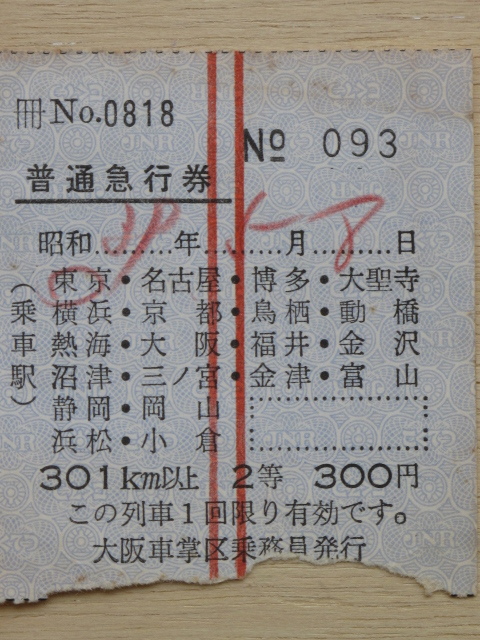 冊No.0818
No 093
普通急行券
昭和.........年.........月.........日
(乗車駅)
東京・名古屋・博多・大聖寺
横浜・京都・鳥栖・動橋
熱海・大阪・福井・金沢
沼津・三ノ宮・金津・富山
静岡・岡山
浜松・小倉
301km以上 2等 300円
この列車1回限り有効です。
大阪車掌区乗務員発行
JNR
JNR
JNR